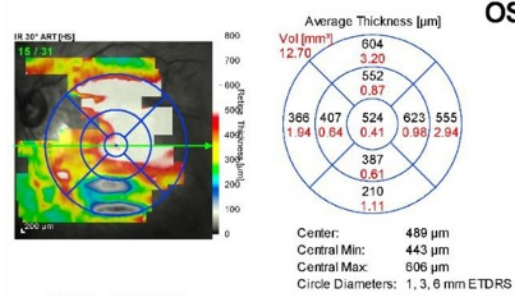 OS
IR 30° ART [HS]
15 / 31
200 µm
800
700
600
500
400
300
200
100
0
Retina Thickness [µm]
Average Thickness [µm]
Vol [mm³]
12.70
604
3.20
552
0.87
366 407 524 623 555
1.94 0.64 0.41 0.98 2.94
387
0.61
210
1.11
Center: 489 µm
Central Min: 443 µm
Central Max: 606 µm
Circle Diameters: 1, 3, 6 mm ETDRS